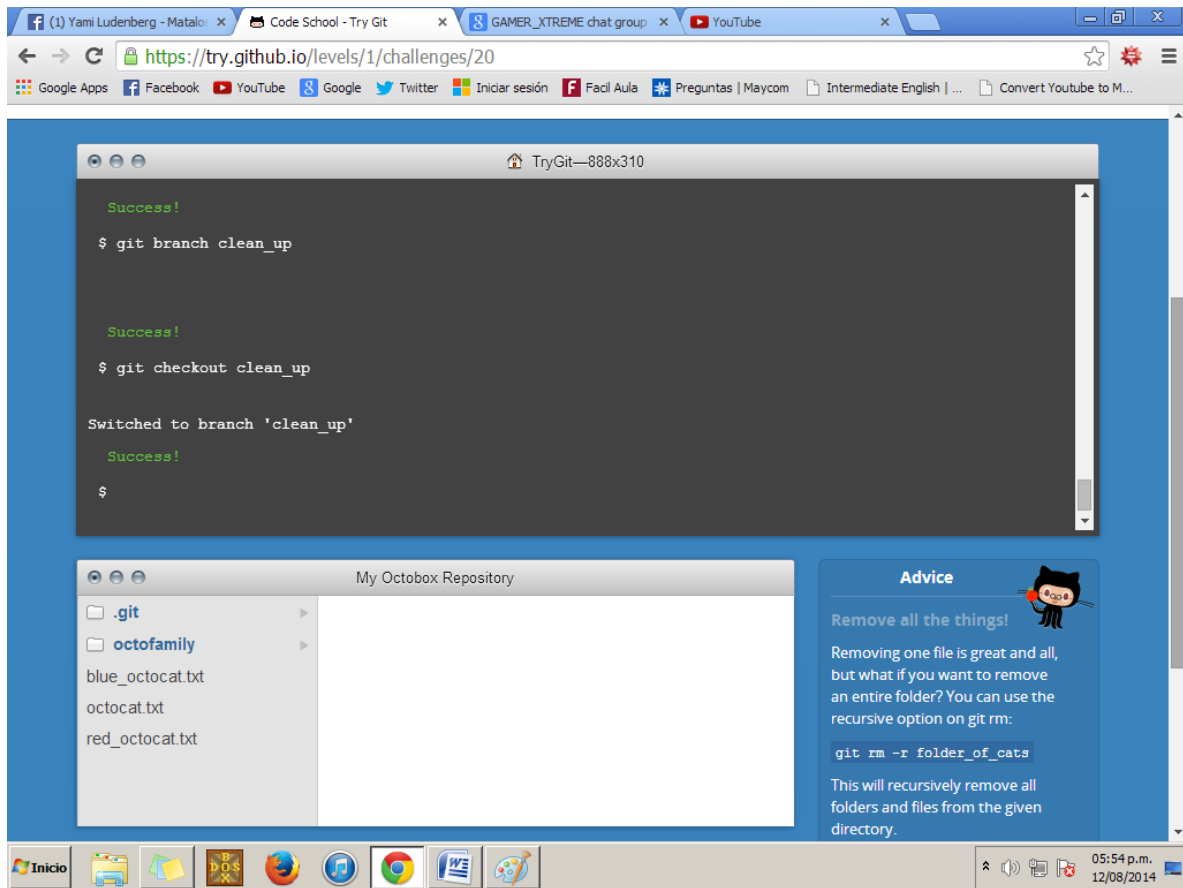 (1) Yami Ludenberg - Matalo
Code School - Try Git
GAMER_XTREME chat group
YouTube
https://try.github.io/levels/1/challenges/20
Google Apps
Facebook
YouTube
Google
Twitter
Iniciar sesión
Facil Aula
Preguntas | Maycom
Intermediate English | ...
Convert Youtube to M...
TryGit—888x310
Success!
$ git branch clean_up
Success!
$ git checkout clean_up
Switched to branch 'clean_up'
Success!
$
My Octobox Repository
.git
octofamily
blue_octocat.txt
octocat.txt
red_octocat.txt
Advice
Remove all the things!
Removing one file is great and all,
but what if you want to remove
an entire folder? You can use the
recursive option on git rm:
git rm -r folder_of_cats
This will recursively remove all
folders and files from the given
directory.
Inicio
05:54 p.m.
12/08/2014